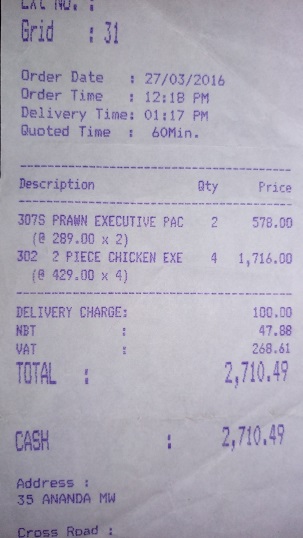 Ext No. :
Grid : 31
Order Date : 27/03/2016
Order Time : 12:18 PM
Delivery Time: 01:17 PM
Quoted Time : 60Min.
Description Qty Price
307S PRAWN EXECUTIVE PAC 2 578.00
(@ 289.00 x 2)
302 2 PIECE CHICKEN EXE 4 1,716.00
(@ 429.00 x 4)
DELIVERY CHARGE: 100.00
NBT : 47.88
VAT : 268.61
TOTAL : 2,710.49
CASH : 2,710.49
Address :
35 ANANDA MW
Cross Road :